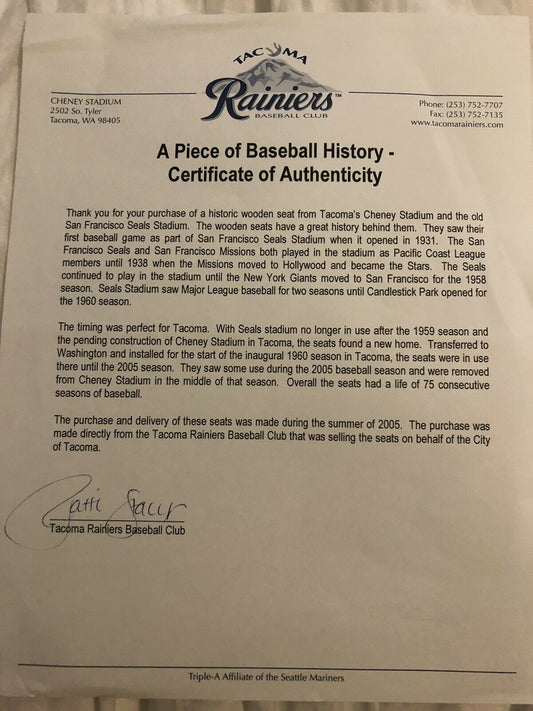 TACOMA
Rainiers™
BASEBALL CLUB
CHENEY STADIUM
2502 So. Tyler
Tacoma, WA 98405
Phone: (253) 752-7707
Fax: (253) 752-7135
www.tacomarainiers.com
A Piece of Baseball History -
Certificate of Authenticity
Thank you for your purchase of a historic wooden seat from Tacoma's Cheney Stadium and the old
San Francisco Seals Stadium. The wooden seats have a great history behind them. They saw their
first baseball game as part of San Francisco Seals Stadium when it opened in 1931. The San
Francisco Seals and San Francisco Missions both played in the stadium as Pacific Coast League
members until 1938 when the Missions moved to Hollywood and became the Stars. The Seals
continued to play in the stadium until the New York Giants moved to San Francisco for the 1958
season. Seals Stadium saw Major League baseball for two seasons until Candlestick Park opened for
the 1960 season.
The timing was perfect for Tacoma. With Seals stadium no longer in use after the 1959 season and
the pending construction of Cheney Stadium in Tacoma, the seats found a new home. Transferred to
Washington and installed for the start of the inaugural 1960 season in Tacoma, the seats were in use
there until the 2005 season. They saw some use during the 2005 baseball season and were removed
from Cheney Stadium in the middle of that season. Overall the seats had a life of 75 consecutive
seasons of baseball.
The purchase and delivery of these seats was made during the summer of 2005. The purchase was
made directly from the Tacoma Rainiers Baseball Club that was selling the seats on behalf of the City
of Tacoma.
Patti
Tacoma Rainiers Baseball Club
Triple-A Affiliate of the Seattle Mariners